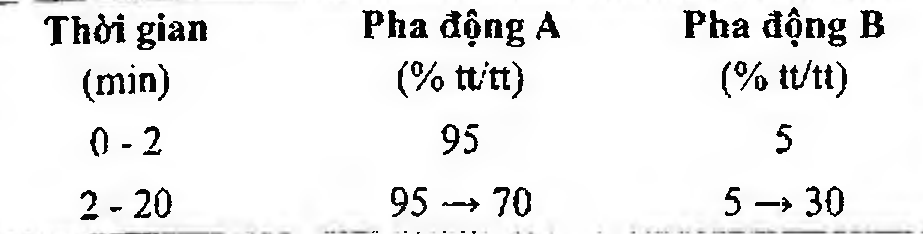 Thời gian Pha động A Pha động B
(min) (% tt/tt) (% tt/tt)
0 - 2 95 5
2 - 20 95 → 70 5 → 30